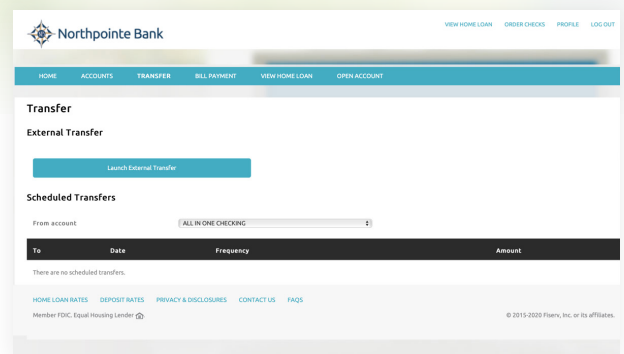 VIEW HOME LOAN ORDER CHECKS PROFILE LOG OUT
Northpointe Bank
HOME ACCOUNTS TRANSFER BILL PAYMENT VIEW HOME LOAN OPEN ACCOUNT
Transfer
External Transfer
Launch External Transfer
Scheduled Transfers
From account ALL IN ONE CHECKING
To Date Frequency Amount
There are no scheduled transfers.
HOME LOAN RATES DEPOSIT RATES PRIVACY & DISCLOSURES CONTACT US FAQS
Member FDIC. Equal Housing Lender © 2015-2020 Fiserv, Inc. or its affiliates.